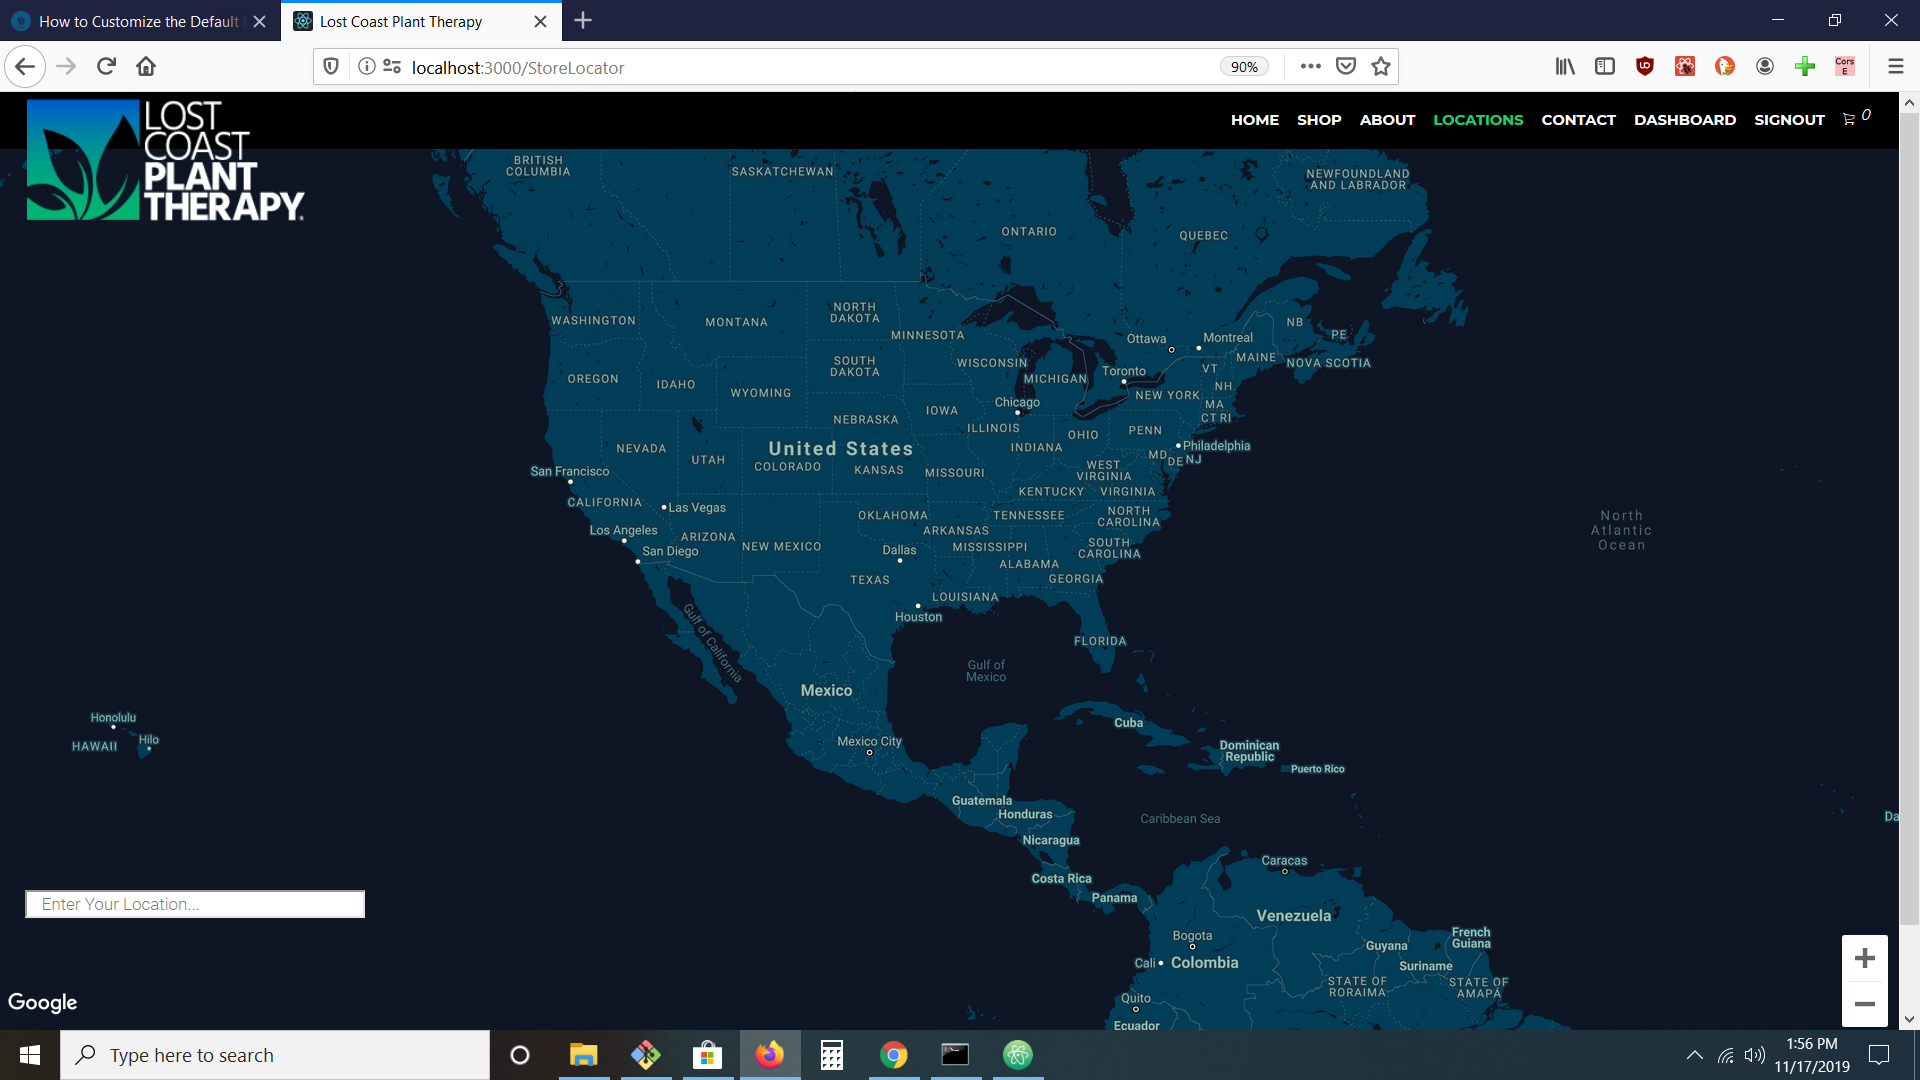 How to Customize the Default
Lost Coast Plant Therapy
localhost:3000/StoreLocator
90%
Cors
E
LOST
COAST
PLANT
THERAPY
HOME SHOP ABOUT LOCATIONS CONTACT DASHBOARD SIGNOUT 0
BRITISH
COLUMBIA
SASKATCHEWAN
NEWFOUNDLAND
AND LABRADOR
ONTARIO
QUEBEC
WASHINGTON
MONTANA
NORTH
DAKOTA
MINNESOTA
NB
PE
Ottawa
Montreal
MAINE
NOVA SCOTIA
OREGON
IDAHO
WYOMING
SOUTH
DAKOTA
WISCONSIN
MICHIGAN
Toronto
VT
NH
NEW YORK
MA
CT RI
NEBRASKA
IOWA
Chicago
ILLINOIS
INDIANA
OHIO
PENN
Philadelphia
NEVADA
UTAH
United States
COLORADO
KANSAS
MISSOURI
WEST
VIRGINIA
MD
DE
NJ
San Francisco
CALIFORNIA
Las Vegas
KENTUCKY
VIRGINIA
Los Angeles
ARIZONA
NEW MEXICO
OKLAHOMA
ARKANSAS
TENNESSEE
NORTH
CAROLINA
San Diego
Dallas
MISSISSIPPI
SOUTH
CAROLINA
ALABAMA
GEORGIA
TEXAS
LOUISIANA
Houston
North
Atlantic
Ocean
Gulf of California
FLORIDA
Gulf of
Mexico
Mexico
Honolulu
HAWAII
Hilo
Mexico City
Cuba
Dominican
Republic
Puerto Rico
Guatemala
Honduras
Nicaragua
Caribbean Sea
Da
Costa Rica
Panama
Caracas
Venezuela
Bogota
Cali
Colombia
Guyana
French
Guiana
Suriname
STATE OF
RORAIMA
STATE OF
AMAPÁ
Quito
Ecuador
Enter Your Location...
Google
+
−
Type here to search
1:56 PM
11/17/2019